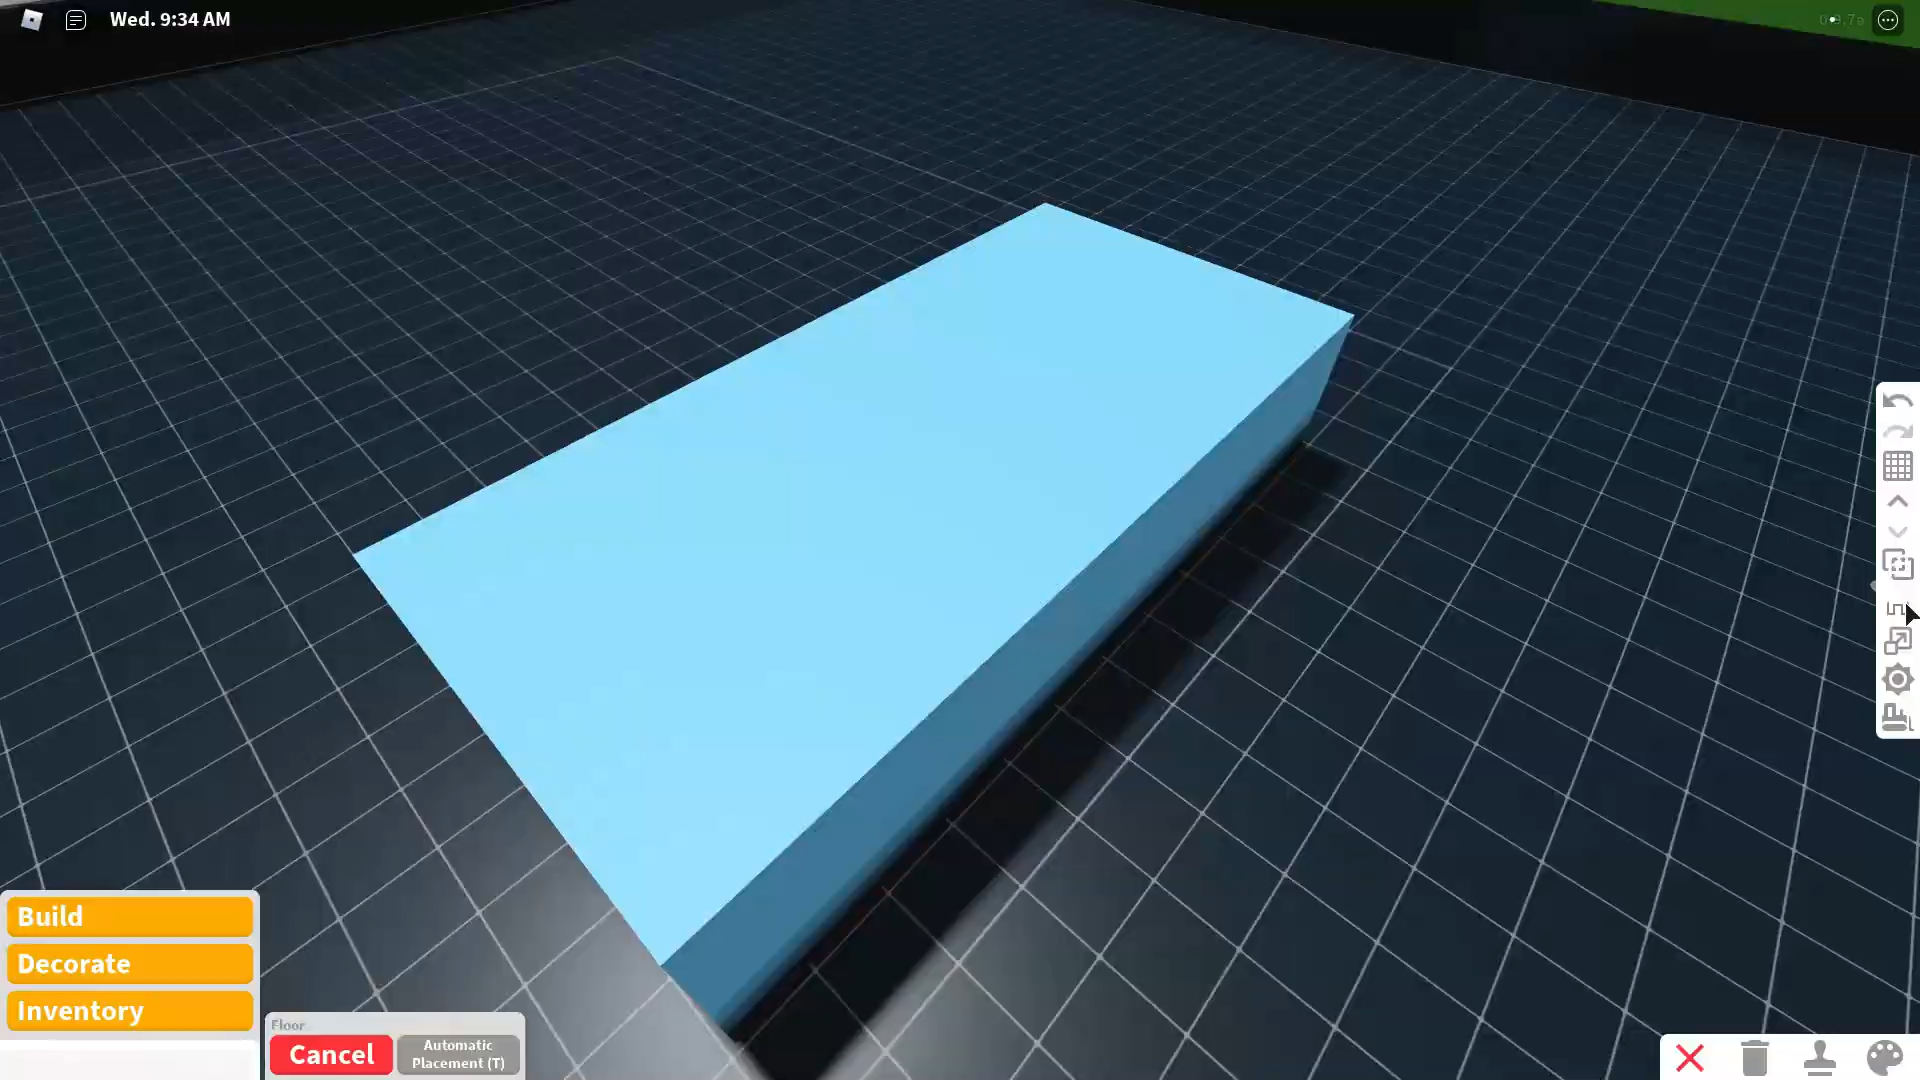 Wed. 9:34 AM
Build
Decorate
Inventory
Floor
Cancel
Automatic
Placement (T)